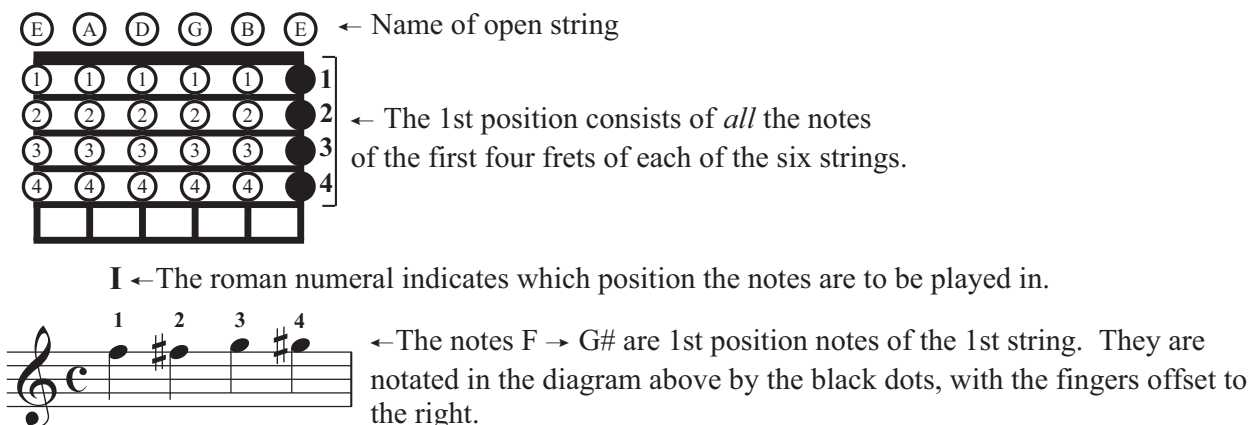 E A D G B E ← Name of open string
1 1 1 1 1 1
2 2 2 2 2 2 ← The 1st position consists of all the notes
3 3 3 3 3 3 of the first four frets of each of the six strings.
4 4 4 4 4 4
I ←The roman numeral indicates which position the notes are to be played in.
1 2 3 4
←The notes F → G# are 1st position notes of the 1st string. They are
notated in the diagram above by the black dots, with the fingers offset to
the right.